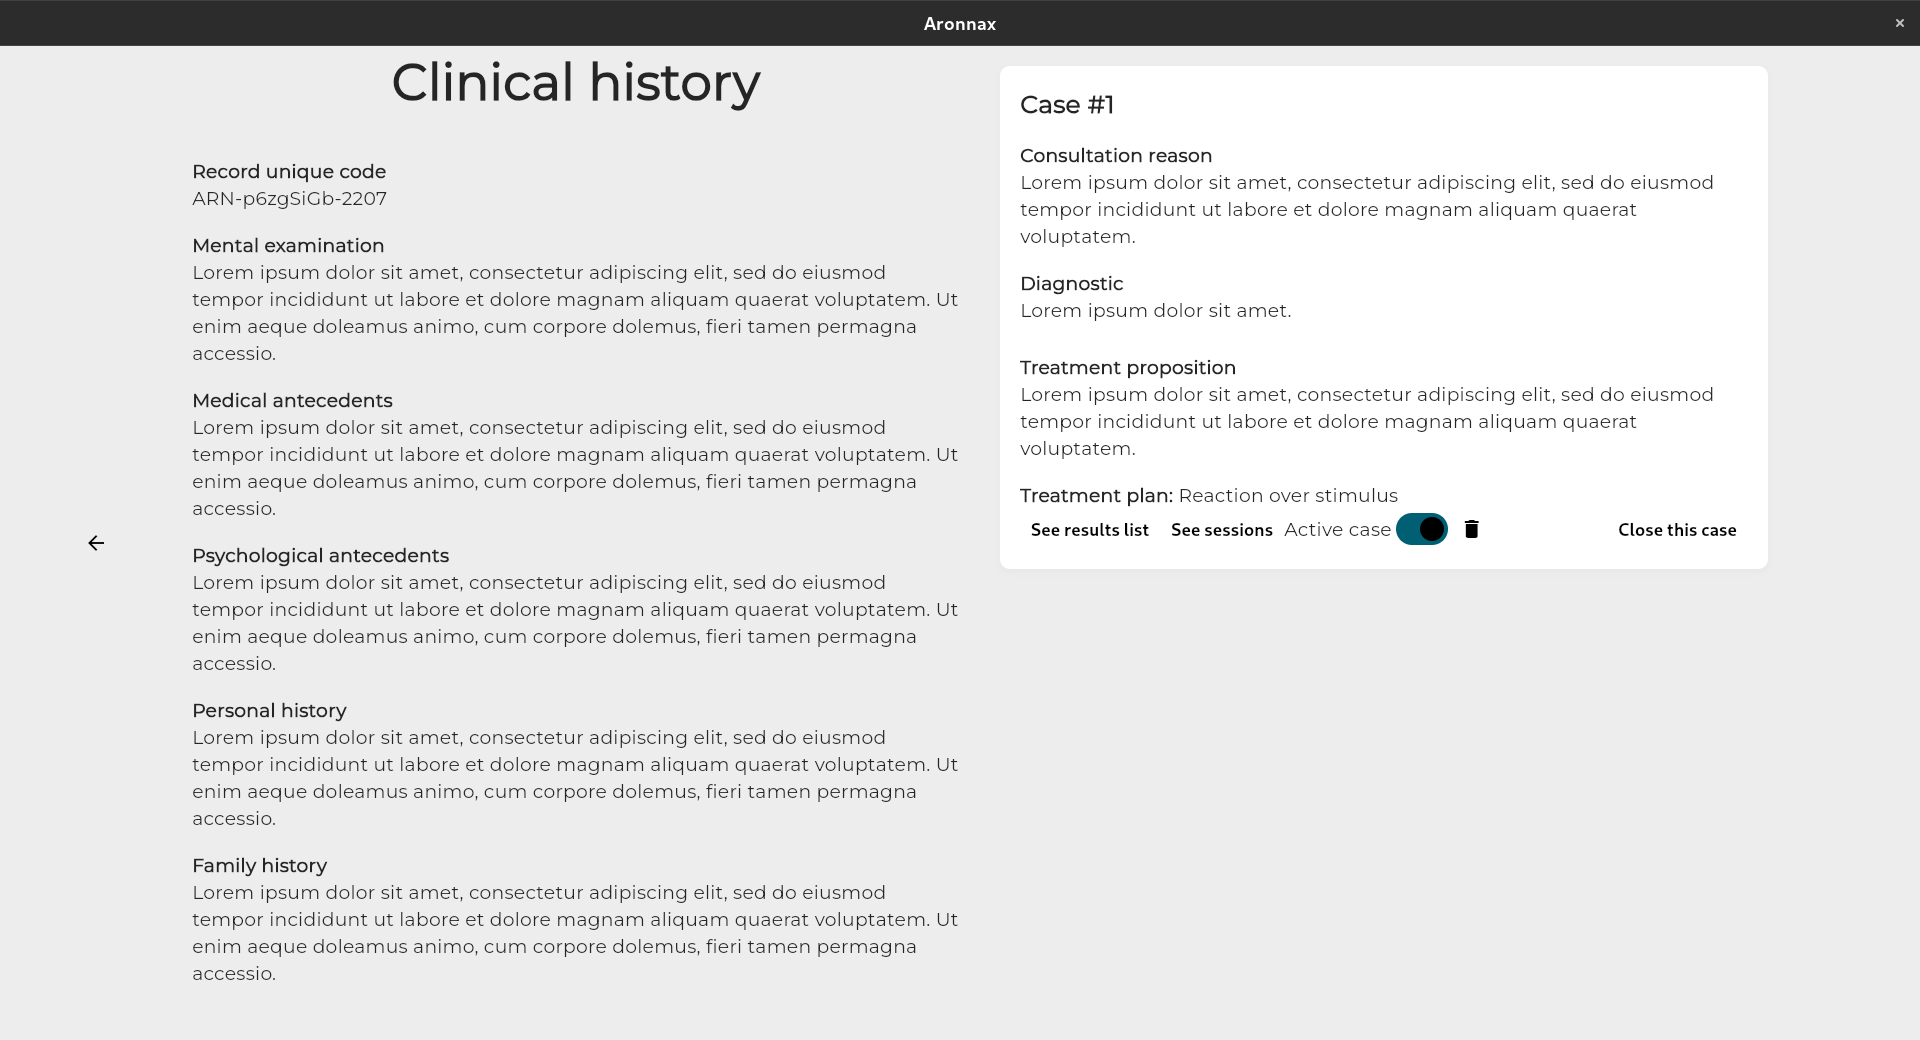 Aronnax
Clinical history
Record unique code
ARN-p6zgSiGb-2207
Mental examination
Lorem ipsum dolor sit amet, consectetur adipiscing elit, sed do eiusmod
tempor incididunt ut labore et dolore magnam aliquam quaerat voluptatem. Ut
enim aeque doleamus animo, cum corpore dolemus, fieri tamen permagna
accessio.
Medical antecedents
Lorem ipsum dolor sit amet, consectetur adipiscing elit, sed do eiusmod
tempor incididunt ut labore et dolore magnam aliquam quaerat voluptatem. Ut
enim aeque doleamus animo, cum corpore dolemus, fieri tamen permagna
accessio.
Psychological antecedents
Lorem ipsum dolor sit amet, consectetur adipiscing elit, sed do eiusmod
tempor incididunt ut labore et dolore magnam aliquam quaerat voluptatem. Ut
enim aeque doleamus animo, cum corpore dolemus, fieri tamen permagna
accessio.
Personal history
Lorem ipsum dolor sit amet, consectetur adipiscing elit, sed do eiusmod
tempor incididunt ut labore et dolore magnam aliquam quaerat voluptatem. Ut
enim aeque doleamus animo, cum corpore dolemus, fieri tamen permagna
accessio.
Family history
Lorem ipsum dolor sit amet, consectetur adipiscing elit, sed do eiusmod
tempor incididunt ut labore et dolore magnam aliquam quaerat voluptatem. Ut
enim aeque doleamus animo, cum corpore dolemus, fieri tamen permagna
accessio.
Case #1
Consultation reason
Lorem ipsum dolor sit amet, consectetur adipiscing elit, sed do eiusmod
tempor incididunt ut labore et dolore magnam aliquam quaerat
voluptatem.
Diagnostic
Lorem ipsum dolor sit amet.
Treatment proposition
Lorem ipsum dolor sit amet, consectetur adipiscing elit, sed do eiusmod
tempor incididunt ut labore et dolore magnam aliquam quaerat
voluptatem.
Treatment plan: Reaction over stimulus
See results list See sessions Active case Close this case